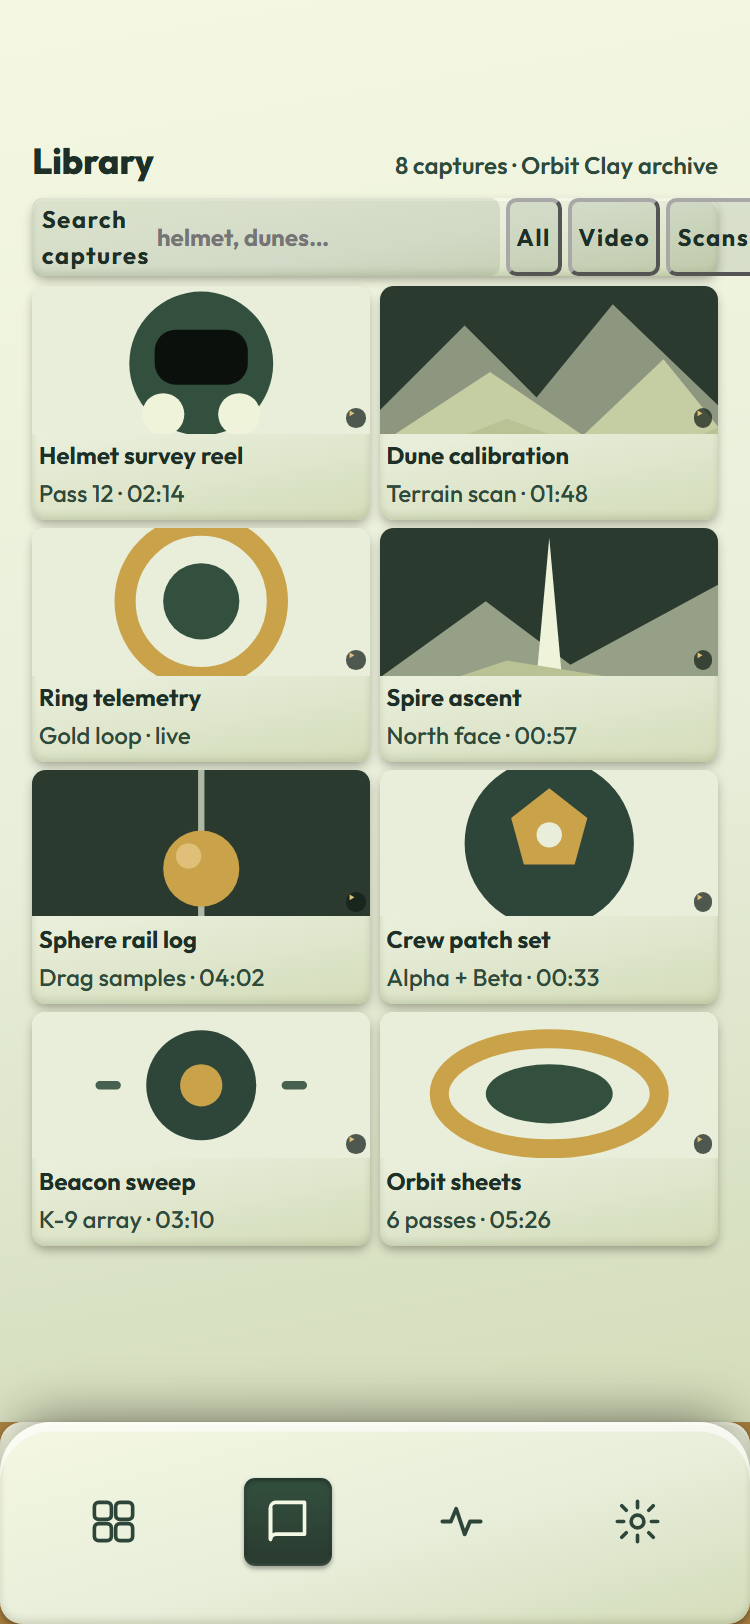 Library
8 captures · Orbit Clay archive
Search
captures
helmet, dunes...
All
Video
Scans
Helmet survey reel
Pass 12 · 02:14
Dune calibration
Terrain scan · 01:48
Ring telemetry
Gold loop · live
Spire ascent
North face · 00:57
Sphere rail log
Drag samples · 04:02
Crew patch set
Alpha + Beta · 00:33
Beacon sweep
K-9 array · 03:10
Orbit sheets
6 passes · 05:26